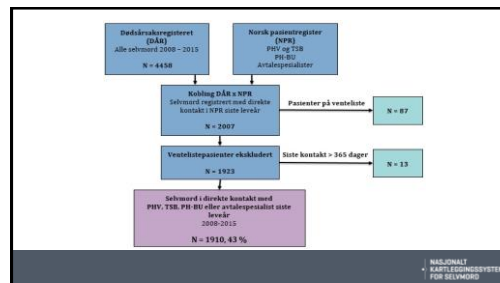 Dødsårsaksregisteret
(DÅR)
Alle selvmord 2008 – 2015
N = 4458
Norsk pasientregister
(NPR)
PHV og TSB
PH-BU
Avtalespesialister
Kobling DÅR x NPR
Selvmord registrert med direkte
kontakt i NPR siste leveår
N = 2007
Pasienter på venteliste
N = 87
Ventelistepasienter ekskludert
N = 1923
Siste kontakt > 365 dager
N = 13
Selvmord i direkte kontakt med
PHV, TSB, PH-BU eller avtalespesialist siste
leveår
2008-2015
N = 1910, 43 %
NASJONALT
KARTLEGGINGSSYSTEM
FOR SELVMORD